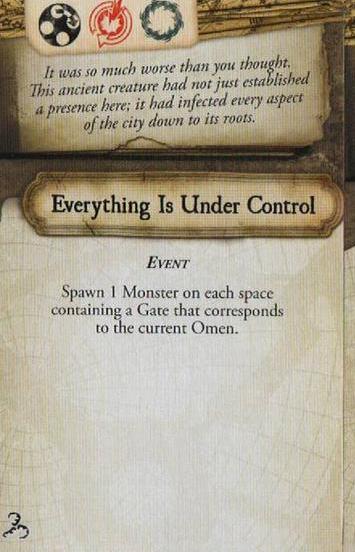 It was so much worse than you thought.
This ancient creature had not just established
a presence here; it had infected every aspect
of the city down to its roots.
Everything Is Under Control
Event
Spawn 1 Monster on each space
containing a Gate that corresponds
to the current Omen.